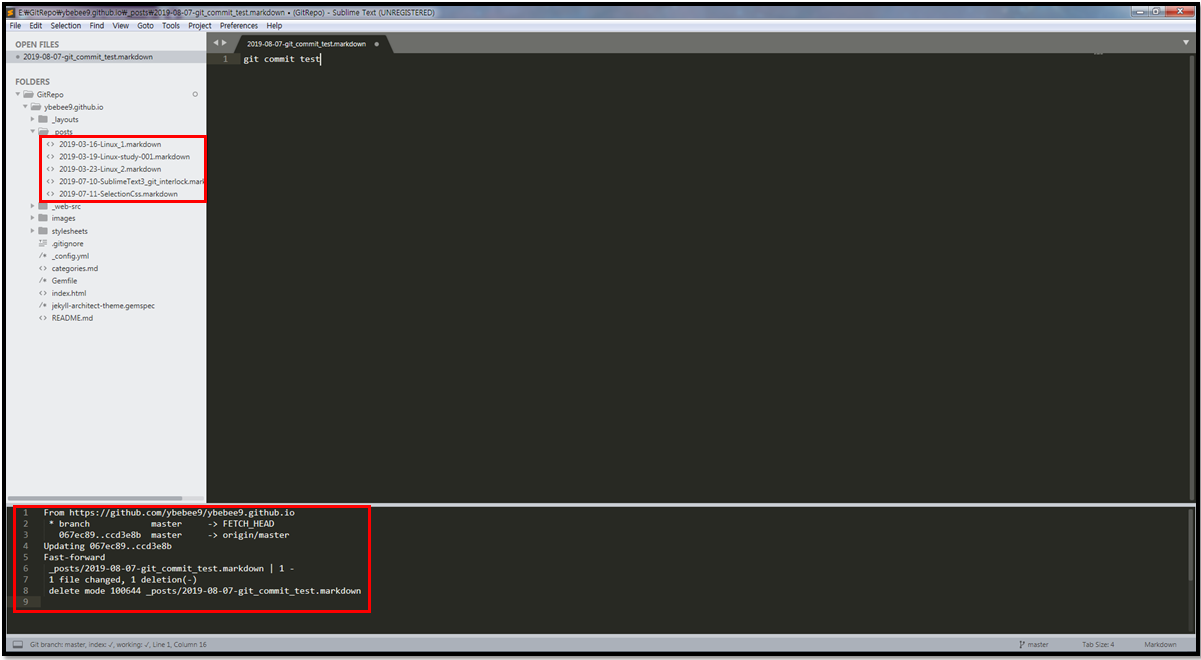 E:₩GitRepo₩ybebee9.github.io₩_posts₩2019-08-07-git_commit_test.markdown • (GitRepo) - Sublime Text (UNREGISTERED)
File Edit Selection Find View Goto Tools Project Preferences Help
OPEN FILES
2019-08-07-git_commit_test.markdown
FOLDERS
GitRepo
ybebee9.github.io
_layouts
_posts
2019-03-16-Linux_1.markdown
2019-03-19-Linux-study-001.markdown
2019-03-23-Linux_2.markdown
2019-07-10-SublimeText3_git_interlock.mark
2019-07-11-SelectionCss.markdown
_web-src
images
stylesheets
.gitignore
_config.yml
categories.md
Gemfile
index.html
jekyll-architect-theme.gemspec
README.md
2019-08-07-git_commit_test.markdown
1 git commit test
1 From https://github.com/ybebee9/ybebee9.github.io
2 * branch master -> FETCH_HEAD
3 067ec89..ccd3e8b master -> origin/master
4 Updating 067ec89..ccd3e8b
5 Fast-forward
6 _posts/2019-08-07-git_commit_test.markdown | 1 -
7 1 file changed, 1 deletion(-)
8 delete mode 100644 _posts/2019-08-07-git_commit_test.markdown
9
Git branch: master, index: ✓, working: ✓, Line 1, Column 16 master Tab Size: 4 Markdown